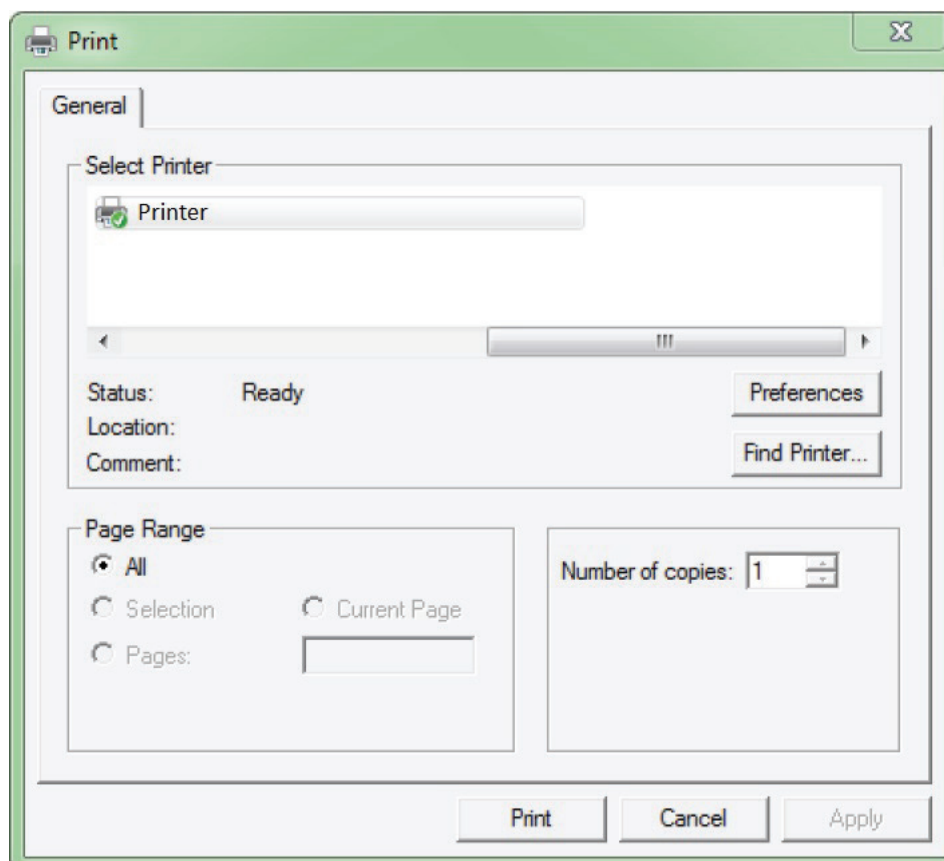 Print
General
Select Printer
Printer
Status: Ready
Preferences
Location:
Comment:
Find Printer...
Page Range
All
Selection
Current Page
Pages:
Number of copies: 1
Print
Cancel
Apply